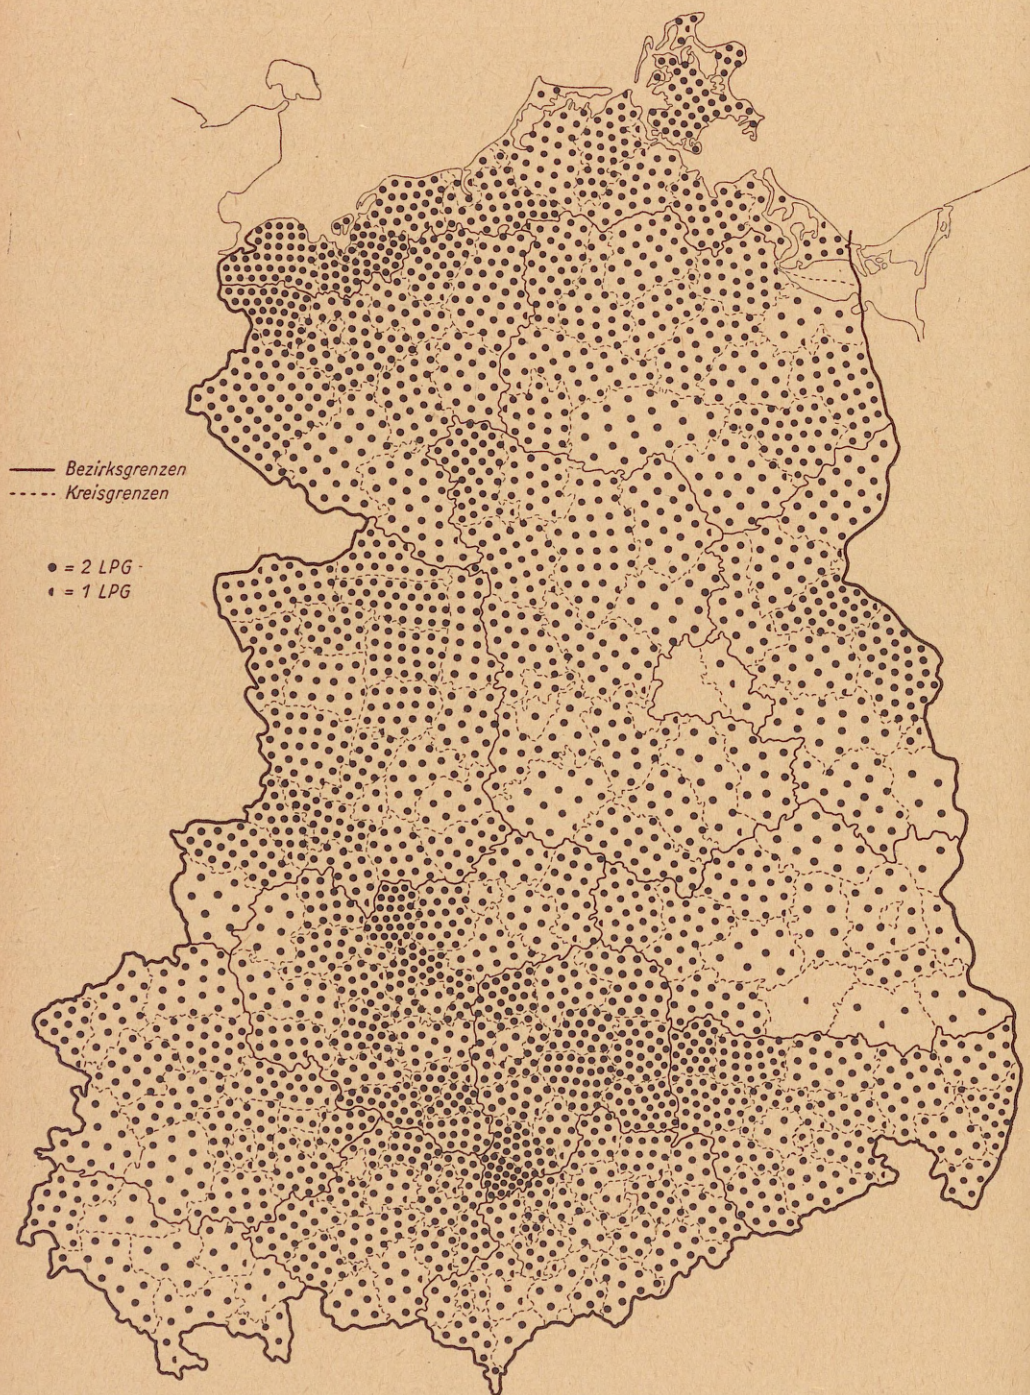 Bezirksgrenzen
Kreisgrenzen
= 2 LPG
= 1 LPG